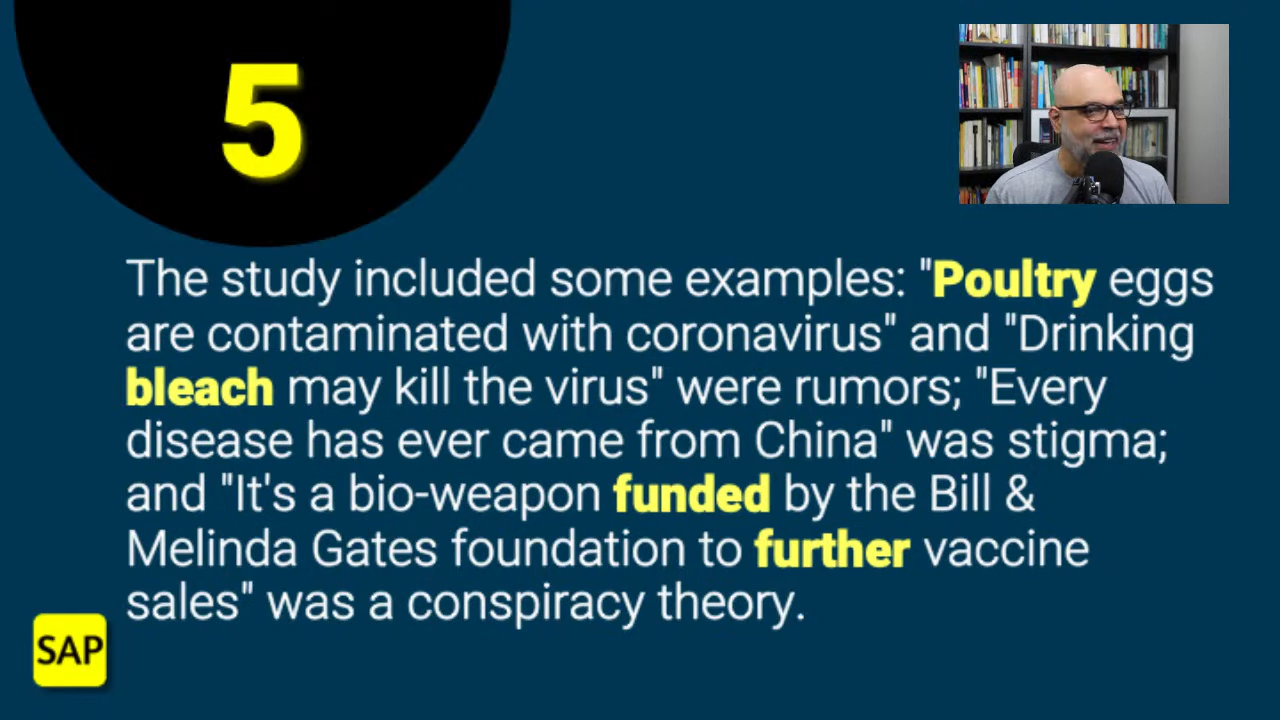 5
The study included some examples: "Poultry eggs
are contaminated with coronavirus" and "Drinking
bleach may kill the virus" were rumors; "Every
disease has ever came from China" was stigma;
and "It's a bio-weapon funded by the Bill &
Melinda Gates foundation to further vaccine
sales" was a conspiracy theory.
SAP